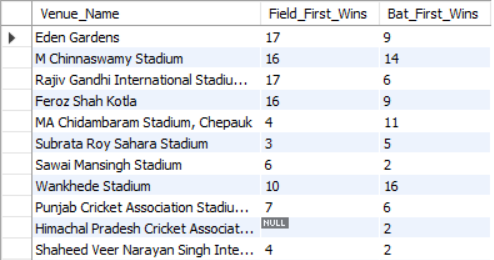 Venue_Name Field_First_Wins Bat_First_Wins
Eden Gardens 17 9
M Chinnaswamy Stadium 16 14
Rajiv Gandhi International Stadiu... 17 6
Feroz Shah Kotla 16 9
MA Chidambaram Stadium, Chepauk 4 11
Subrata Roy Sahara Stadium 3 5
Sawai Mansingh Stadium 6 2
Wankhede Stadium 10 16
Punjab Cricket Association Stadiu... 7 6
Himachal Pradesh Cricket Associat... NULL 2
Shaheed Veer Narayan Singh Inte... 4 2